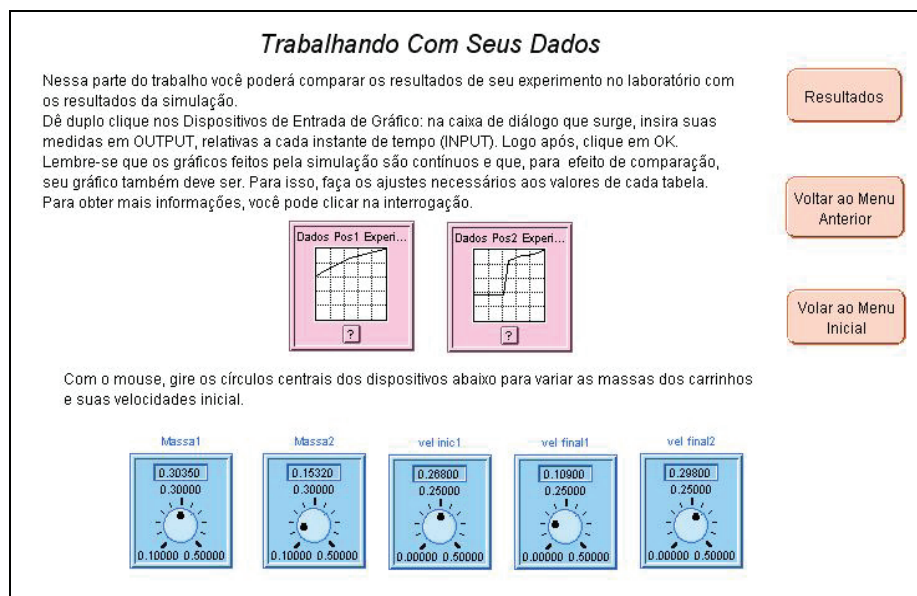 Trabalhando Com Seus Dados
Nessa parte do trabalho você poderá comparar os resultados de seu experimento no laboratório com
os resultados da simulação.
Dê duplo clique nos Dispositivos de Entrada de Gráfico: na caixa de diálogo que surge, insira suas
medidas em OUTPUT, relativas a cada instante de tempo (INPUT). Logo após, clique em OK.
Lembre-se que os gráficos feitos pela simulação são contínuos e que, para efeito de comparação,
seu gráfico também deve ser. Para isso, faça os ajustes necessários aos valores de cada tabela.
Para obter mais informações, você pode clicar na interrogação.
Resultados
Voltar ao Menu
Anterior
Volar ao Menu
Inicial
Dados Pos1 Experi...
?
Dados Pos2 Experi...
?
Com o mouse, gire os círculos centrais dos dispositivos abaixo para variar as massas dos carrinhos
e suas velocidades inicial.
Massa1
0.30350
0.30000
0.10000 0.50000
Massa2
0.15320
0.30000
0.10000 0.50000
vel inic1
0.26800
0.25000
0.00000 0.50000
vel final1
0.10900
0.25000
0.00000 0.50000
vel final2
0.29800
0.25000
0.00000 0.50000